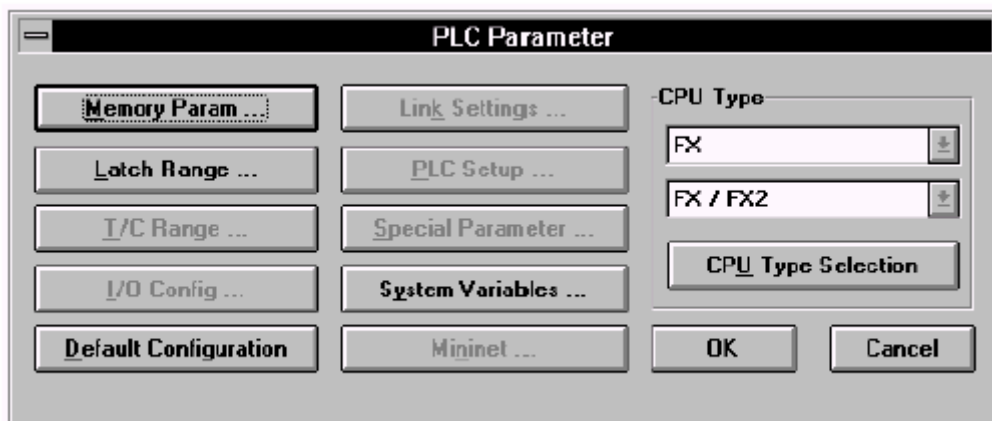 PLC Parameter
Memory Param ...
Link Settings ...
CPU Type
Latch Range ...
PLC Setup ...
FX
T/C Range ...
Special Parameter ...
FX / FX2
I/O Config ...
System Variables ...
CPU Type Selection
Default Configuration
Mininet ...
OK
Cancel